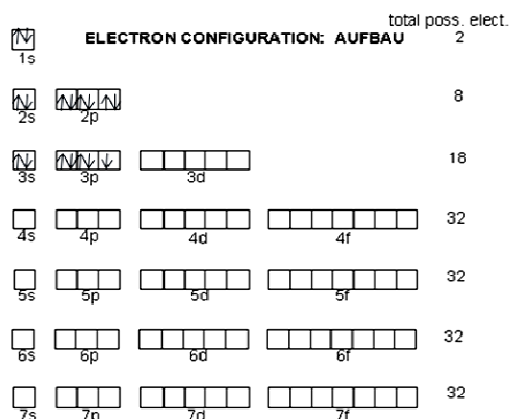 total poss. elect.
ELECTRON CONFIGURATION: AUFBAU 2
1s
8
2s 2p
18
3s 3p 3d
32
4s 4p 4d 4f
32
5s 5p 5d 5f
32
6s 6p 6d 6f
32
7s 7p 7d 7f